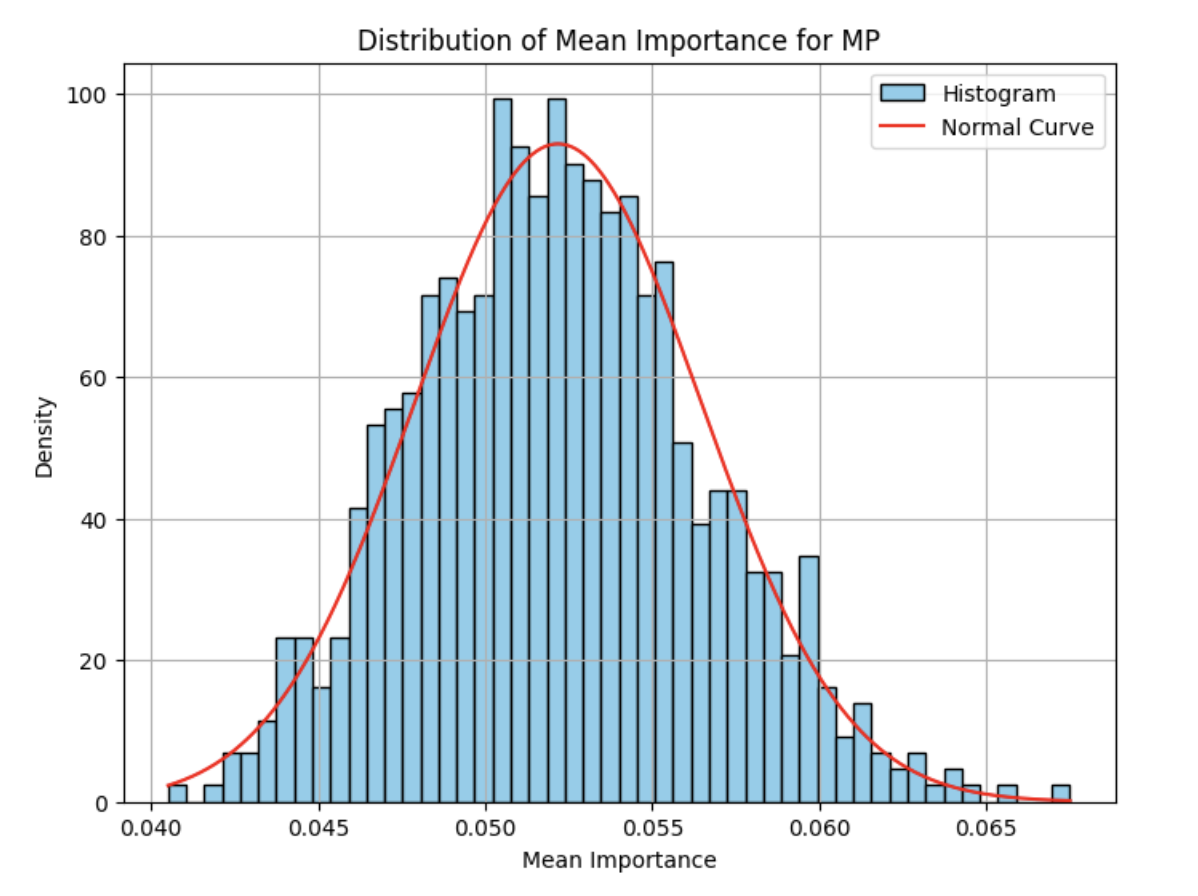 Distribution of Mean Importance for MP
Histogram
Normal Curve
100
80
60
40
20
0
Density
0.040 0.045 0.050 0.055 0.060 0.065
Mean Importance